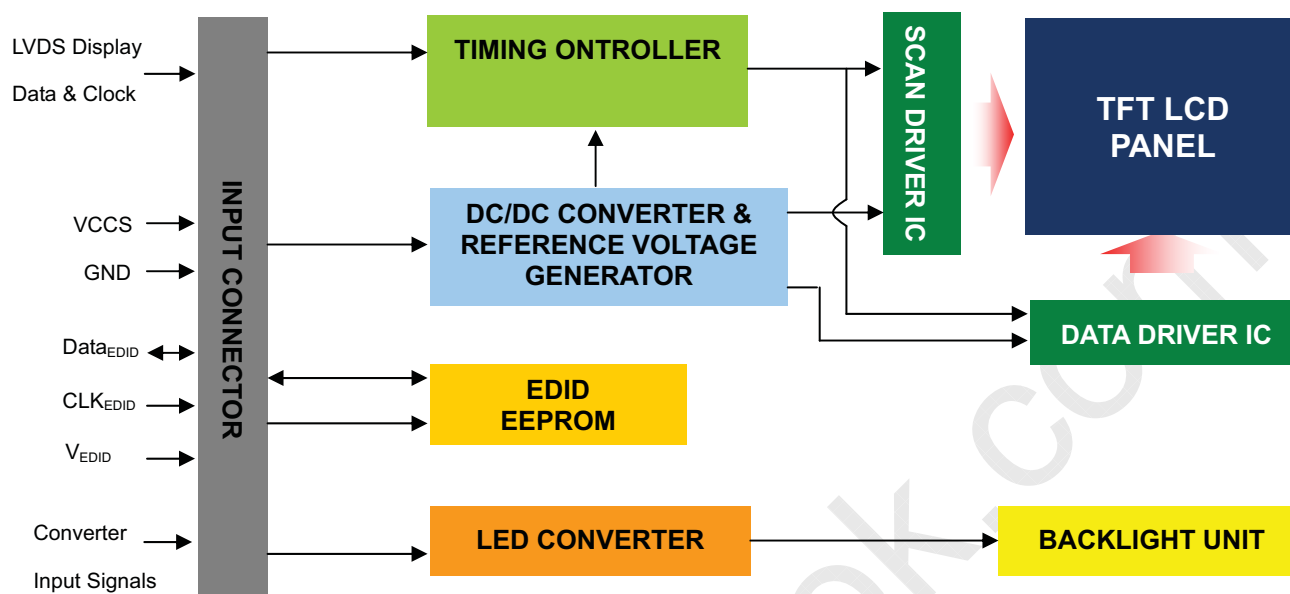 LVDS Display
Data & Clock
VCCS
GND
DataEDID
CLKEDID
VEDID
Converter
Input Signals
INPUT CONNECTOR
TIMING ONTROLLER
DC/DC CONVERTER &
REFERENCE VOLTAGE
GENERATOR
EDID
EEPROM
LED CONVERTER
SCAN DRIVER IC
TFT LCD
PANEL
DATA DRIVER IC
BACKLIGHT UNIT